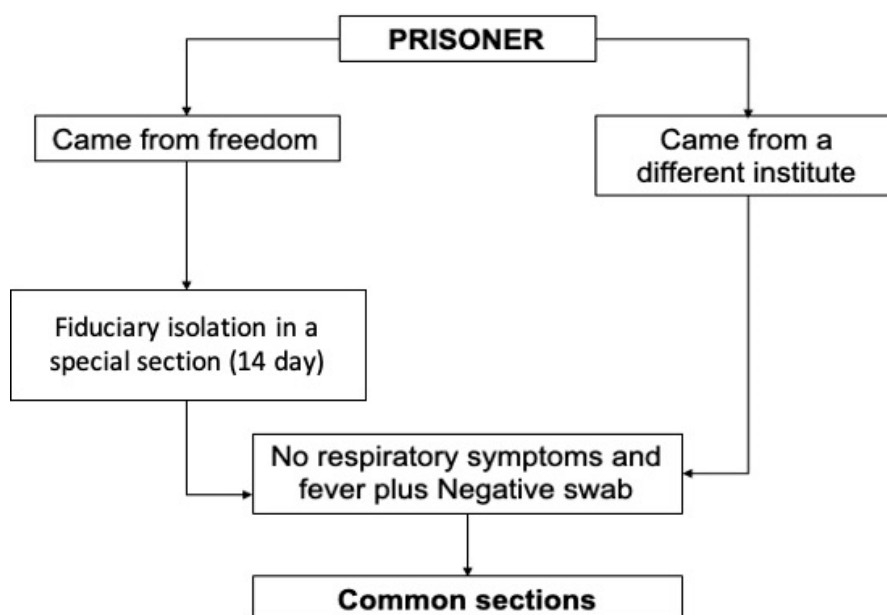 PRISONER
Came from freedom
Came from a
different institute
Fiduciary isolation in a
special section (14 day)
No respiratory symptoms and
fever plus Negative swab
Common sections